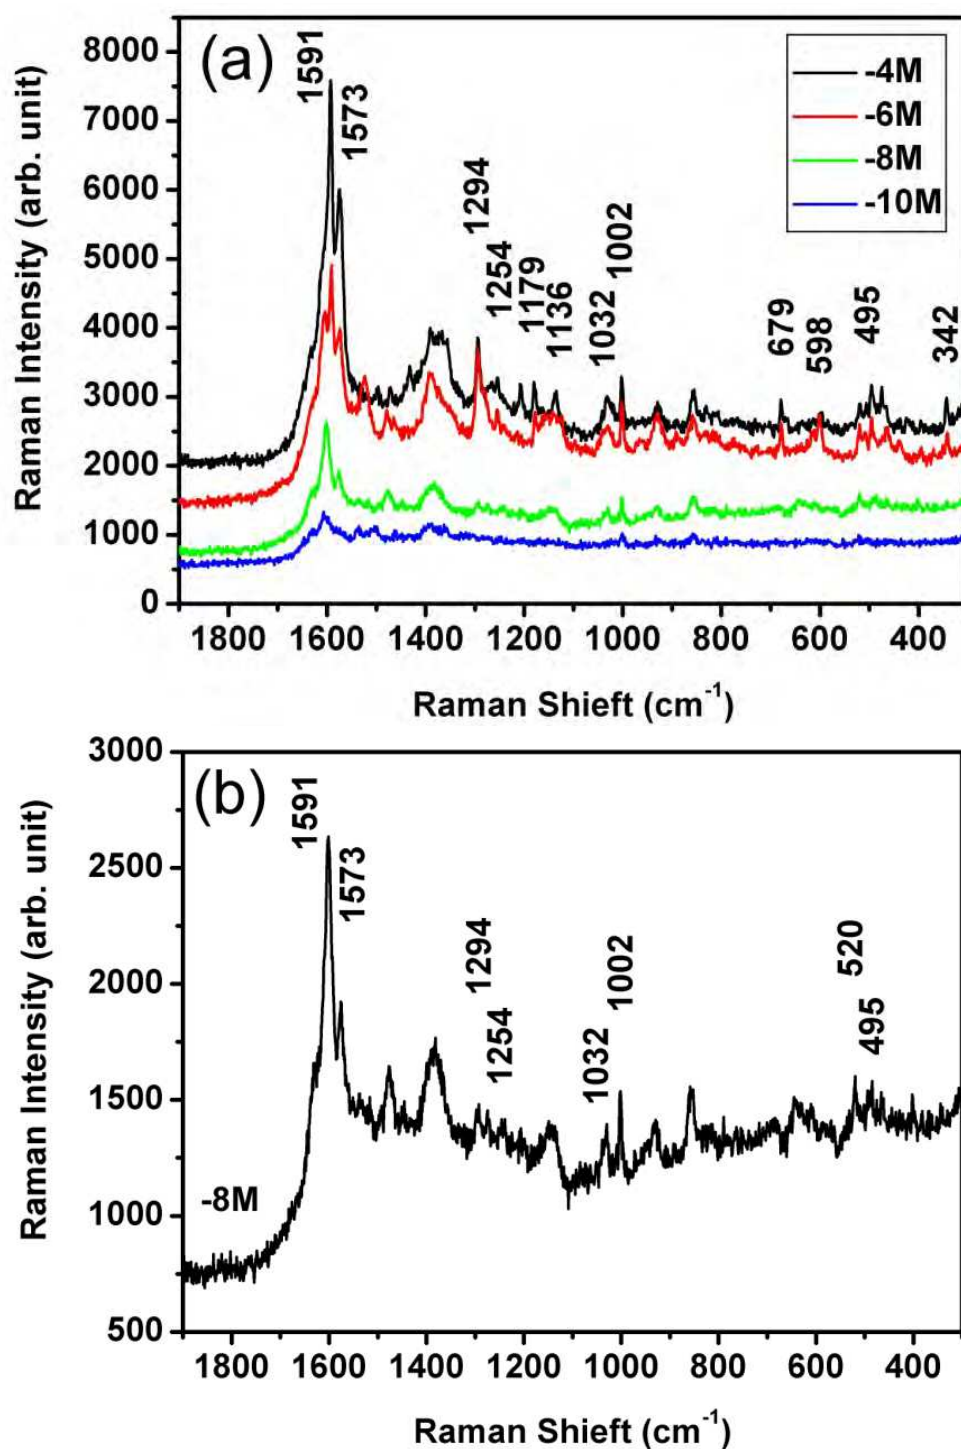 (a)
1591
1573
1294
1254
1179
1136
1032
1002
679
598
495
342
-4M
-6M
-8M
-10M
Raman Intensity (arb. unit)
8000
7000
6000
5000
4000
3000
2000
1000
0
1800 1600 1400 1200 1000 800 600 400
Raman Shieft (cm⁻¹)
(b)
1591
1573
1294
1254
1032
1002
520
495
-8M
Raman Intensity (arb. unit)
3000
2500
2000
1500
1000
500
1800 1600 1400 1200 1000 800 600 400
Raman Shieft (cm⁻¹)